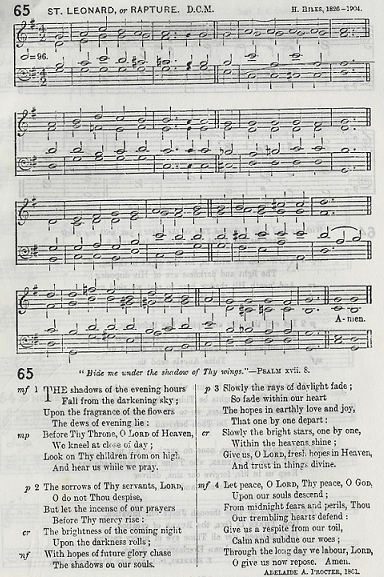 65 ST. LEONARD, or RAPTURE. D.C.M. H. HILES, 1826–1904.
𝅗𝅥=96.
A-men.
65 "Hide me under the shadow of Thy wings."—PSALM xvii. 8.
mf 1 THE shadows of the evening hours
Fall from the darkening sky;
Upon the fragrance of the flowers
The dews of evening lie:
mp Before Thy Throne, O LORD of Heaven,
We kneel at close of day;
Look on Thy children from on high,
And hear us while we pray.
p 2 The sorrows of Thy servants, LORD,
O do not Thou despise,
But let the incense of our prayers
Before Thy mercy rise:
cr The brightness of the coming night
Upon the darkness rolls;
mf With hopes of future glory chase
The shadows on our souls.
p 3 Slowly the rays of daylight fade;
So fade within our heart
The hopes in earthly love and joy,
That one by one depart:
cr Slowly the bright stars, one by one,
Within the heavens shine;
Give us, O LORD, fresh hopes in Heaven,
And trust in things divine.
mf 4 Let peace, O LORD, Thy peace, O GOD,
Upon our souls descend;
From midnight fears and perils, Thou
Our trembling hearts defend:
Give us a respite from our toil,
Calm and subdue our woes;
Through the long day we labour, LORD,
O give us now repose. Amen.
ADELAIDE A. PROCTER, 1861.